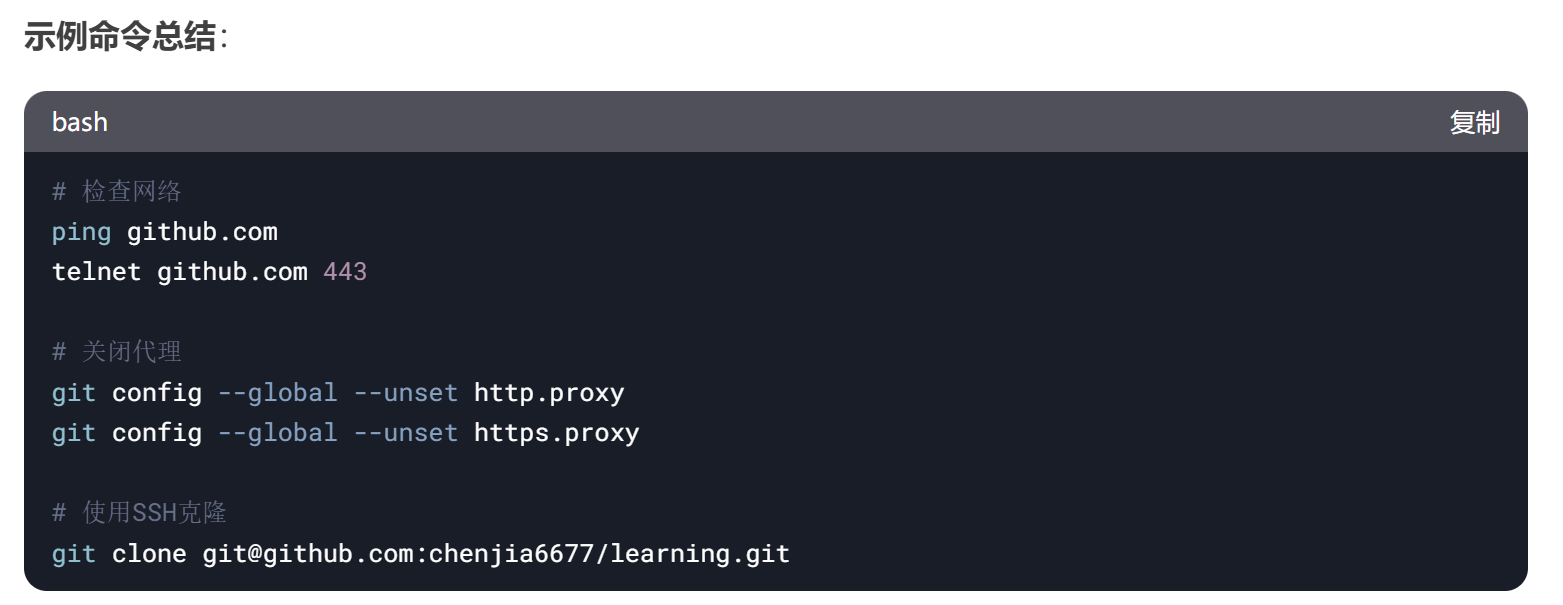 示例命令总结：
bash
复制
# 检查网络
ping github.com
telnet github.com 443
# 关闭代理
git config --global --unset http.proxy
git config --global --unset https.proxy
# 使用SSH克隆
git clone git@github.com:chenjia6677/learning.git